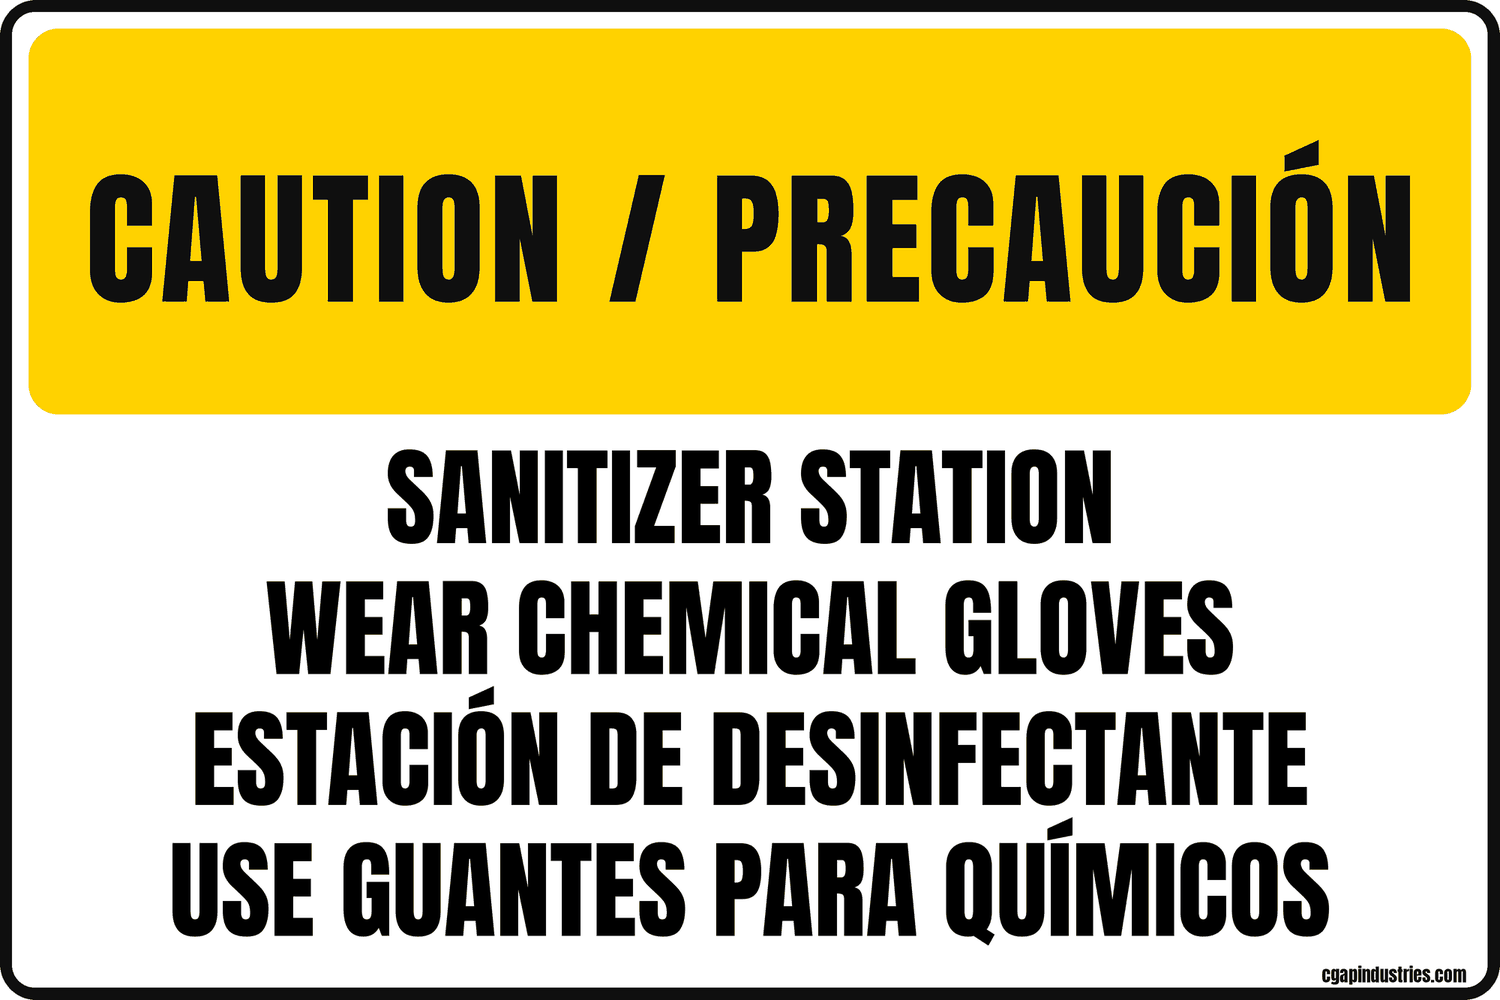 CAUTION / PRECAUCIÓN
SANITIZER STATION
WEAR CHEMICAL GLOVES
ESTACIÓN DE DESINFECTANTE
USE GUANTES PARA QUÍMICOS
cgapindustries.com